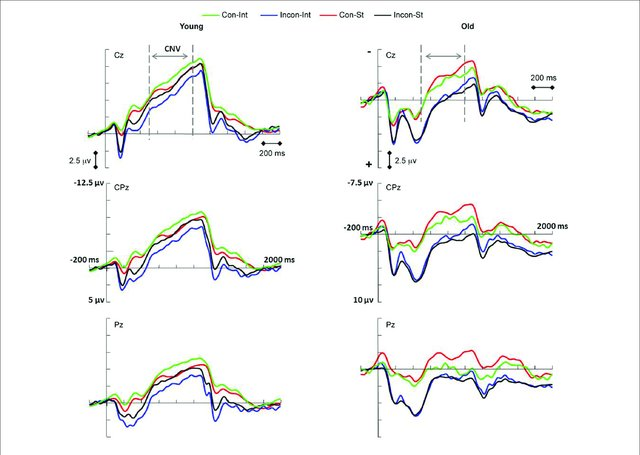 Con-Int Incon-Int Con-St Incon-St
Young Old
CNV
Cz
200 ms
2.5 µv
-
Cz
200 ms
+
2.5 µv
-12.5 µv
CPz
-200 ms
2000 ms
5 µv
-7.5 µv
CPz
-200 ms
2000 ms
10 µv
Pz
Pz